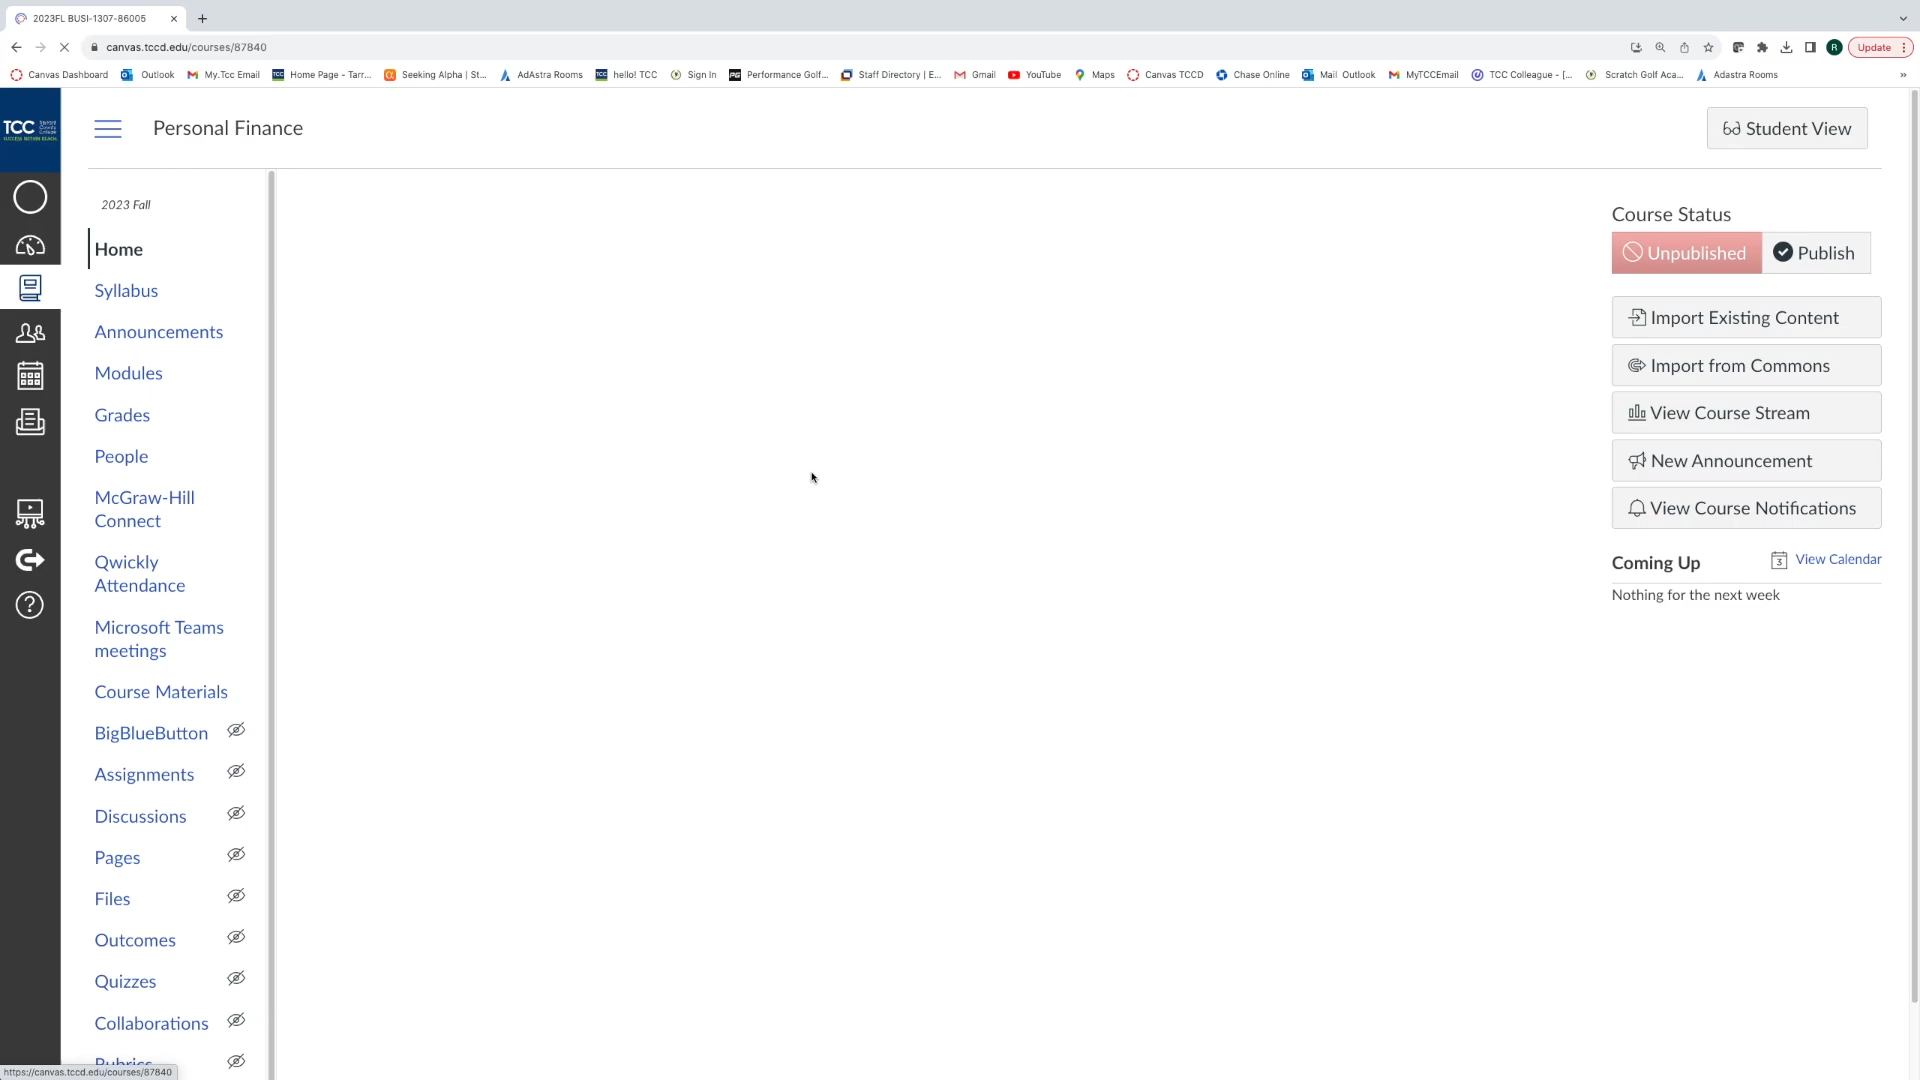 2023FL BUSI-1307-86005
canvas.tccd.edu/courses/87840
Update
Canvas Dashboard
Outlook
My.Tcc Email
Home Page - Tarr...
Seeking Alpha | St...
AdAstra Rooms
hello! TCC
Sign In
Performance Golf...
Staff Directory | E...
Gmail
YouTube
Maps
Canvas TCCD
Chase Online
Mail Outlook
MyTCCEmail
TCC Colleague - [...
Scratch Golf Aca...
Adastra Rooms
TCC
Personal Finance
Student View
2023 Fall
Home
Syllabus
Announcements
Modules
Grades
People
McGraw-Hill
Connect
Qwickly
Attendance
Microsoft Teams
meetings
Course Materials
BigBlueButton
Assignments
Discussions
Pages
Files
Outcomes
Quizzes
Collaborations
Rubrics
Course Status
Unpublished
Publish
Import Existing Content
Import from Commons
View Course Stream
New Announcement
View Course Notifications
Coming Up
3
View Calendar
Nothing for the next week
https://canvas.tccd.edu/courses/87840